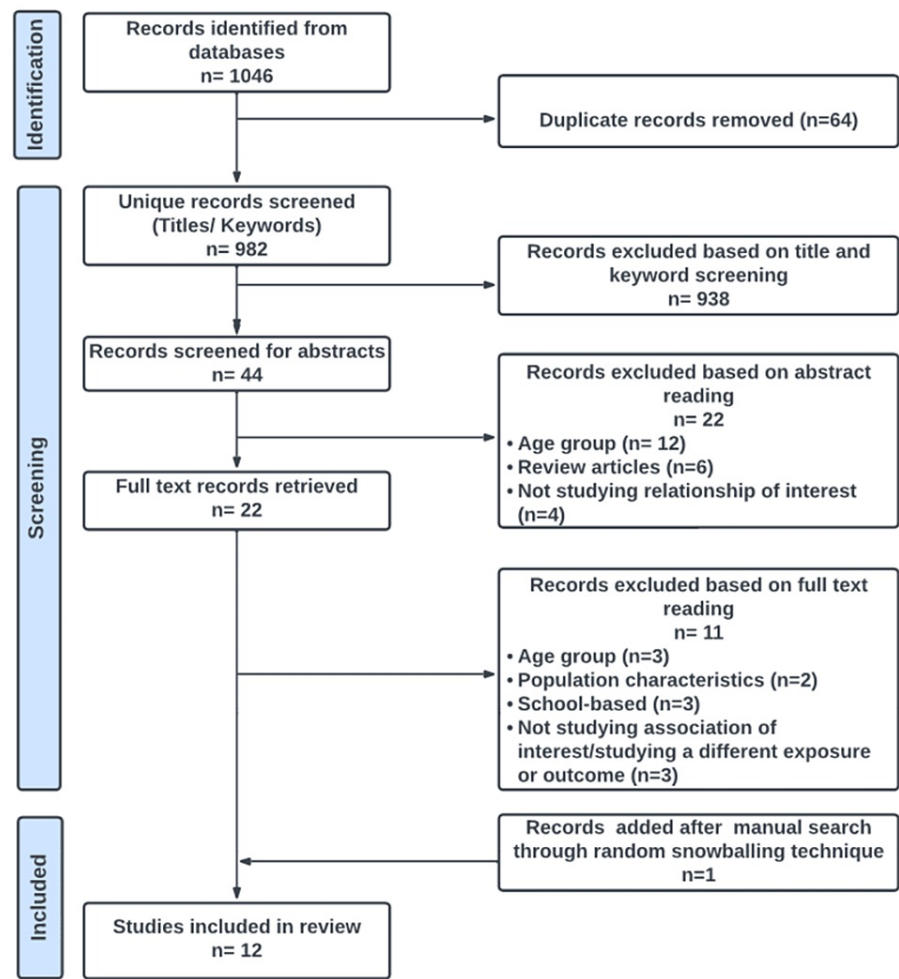 Identification
Records identified from
databases
n= 1046
Duplicate records removed (n=64)
Screening
Unique records screened
(Titles/ Keywords)
n= 982
Records excluded based on title and
keyword screening
n= 938
Records screened for abstracts
n= 44
Records excluded based on abstract
reading
n= 22
• Age group (n= 12)
• Review articles (n=6)
• Not studying relationship of interest
(n=4)
Full text records retrieved
n= 22
Records excluded based on full text
reading
n= 11
• Age group (n=3)
• Population characteristics (n=2)
• School-based (n=3)
• Not studying association of
interest/studying a different exposure
or outcome (n=3)
Included
Records added after manual search
through random snowballing technique
n=1
Studies included in review
n= 12